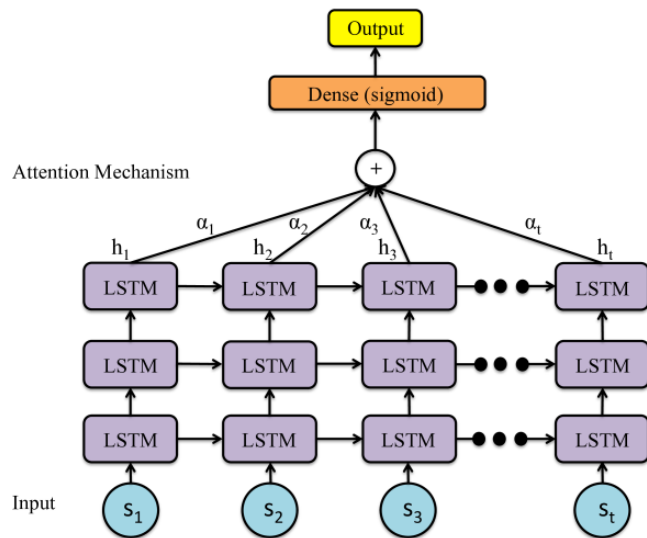 Output
Dense (sigmoid)
Attention Mechanism
+
α₁ α₂ α₃ αₜ
h₁ h₂ h₃ hₜ
LSTM LSTM LSTM LSTM
LSTM LSTM LSTM LSTM
LSTM LSTM LSTM LSTM
Input S₁ S₂ S₃ Sₜ